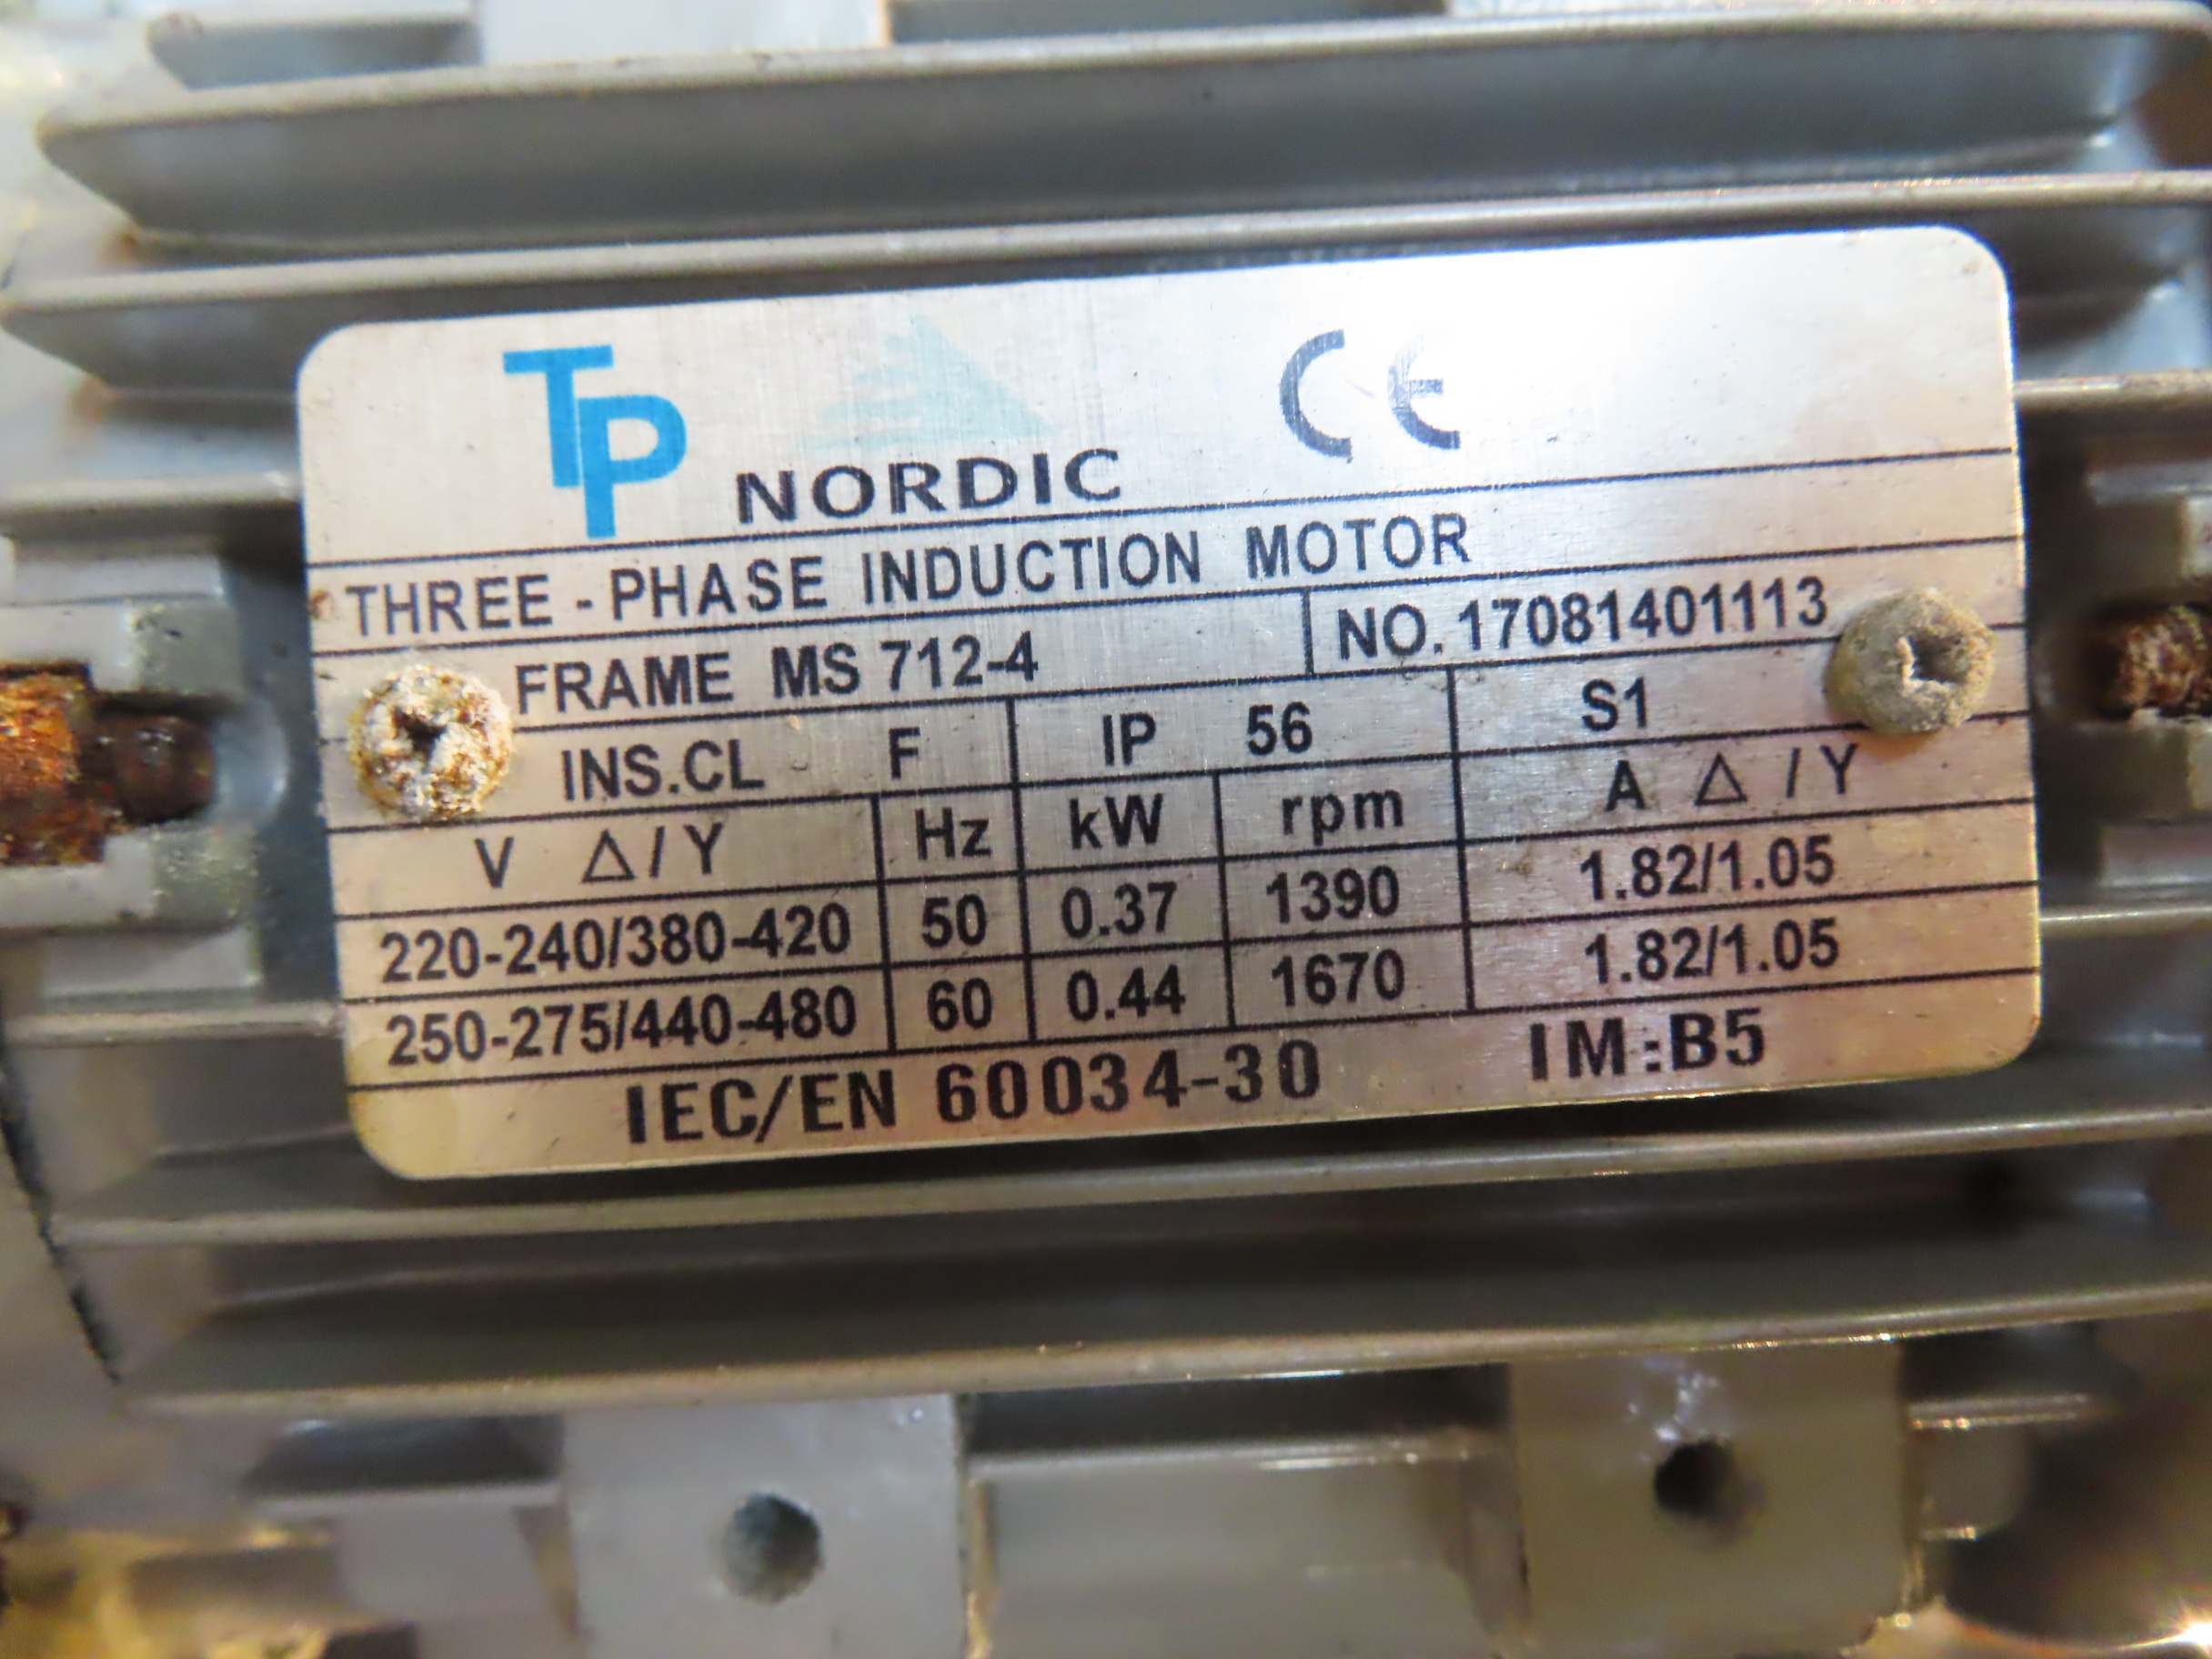 TP NORDIC CE
THREE - PHASE INDUCTION MOTOR
FRAME MS 712-4 NO. 17081401113
INS.CL F IP 56 S1
V Δ/Y Hz kW rpm A Δ/Y
220-240/380-420 50 0.37 1390 1.82/1.05
250-275/440-480 60 0.44 1670 1.82/1.05
IEC/EN 60034-30 IM:B5